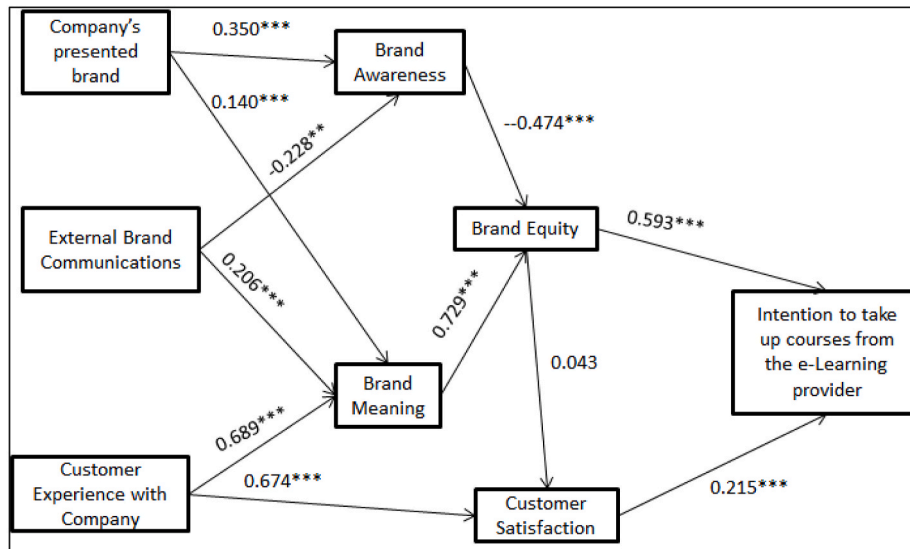 Company's
presented
brand
0.350***
Brand
Awareness
0.140***
-0.228**
--0.474***
External Brand
Communications
0.206***
Brand Equity
0.593***
0.729***
0.043
Intention to take
up courses from
the e-Learning
provider
Brand
Meaning
0.689***
0.674***
Customer
Experience with
Company
Customer
Satisfaction
0.215***